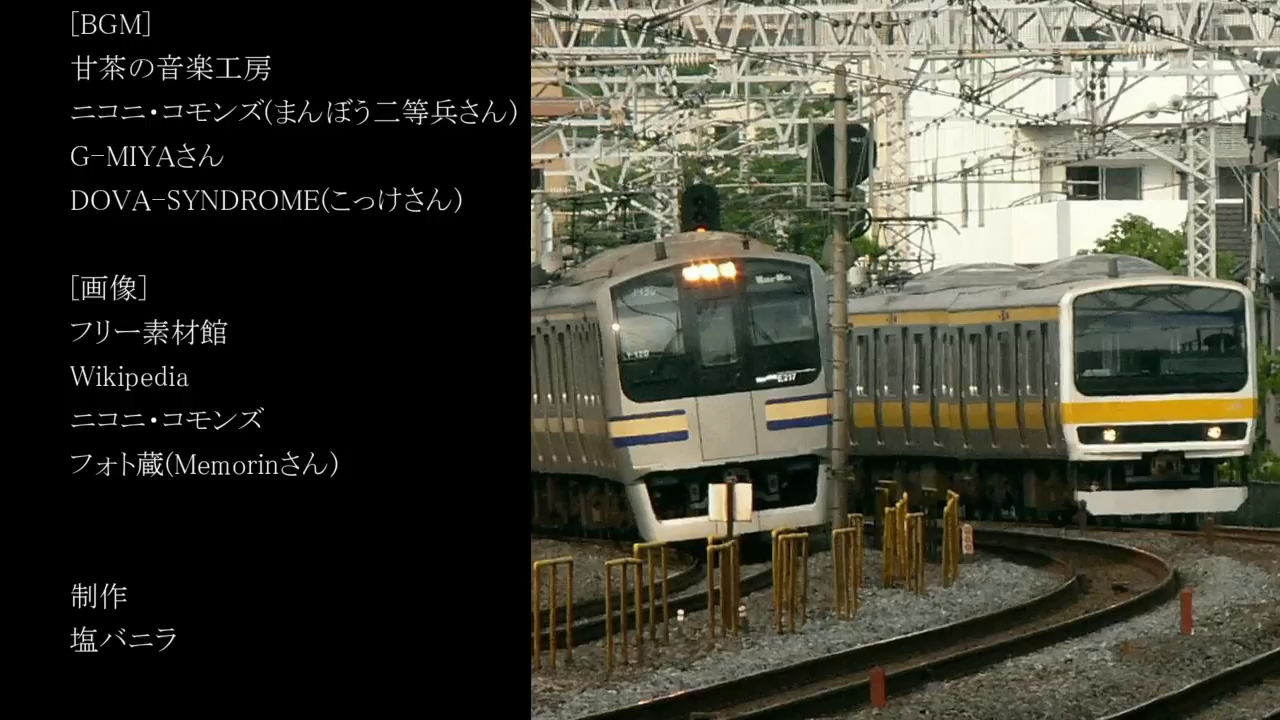 [BGM]
甘茶の音楽工房
ニコニ・コモンズ(まんぼう二等兵さん)
G-MIYAさん
DOVA-SYNDROME(こっけさん)
[画像]
フリー素材館
Wikipedia
ニコニ・コモンズ
フォト蔵(Memorinさん)
制作
塩バニラ
E217